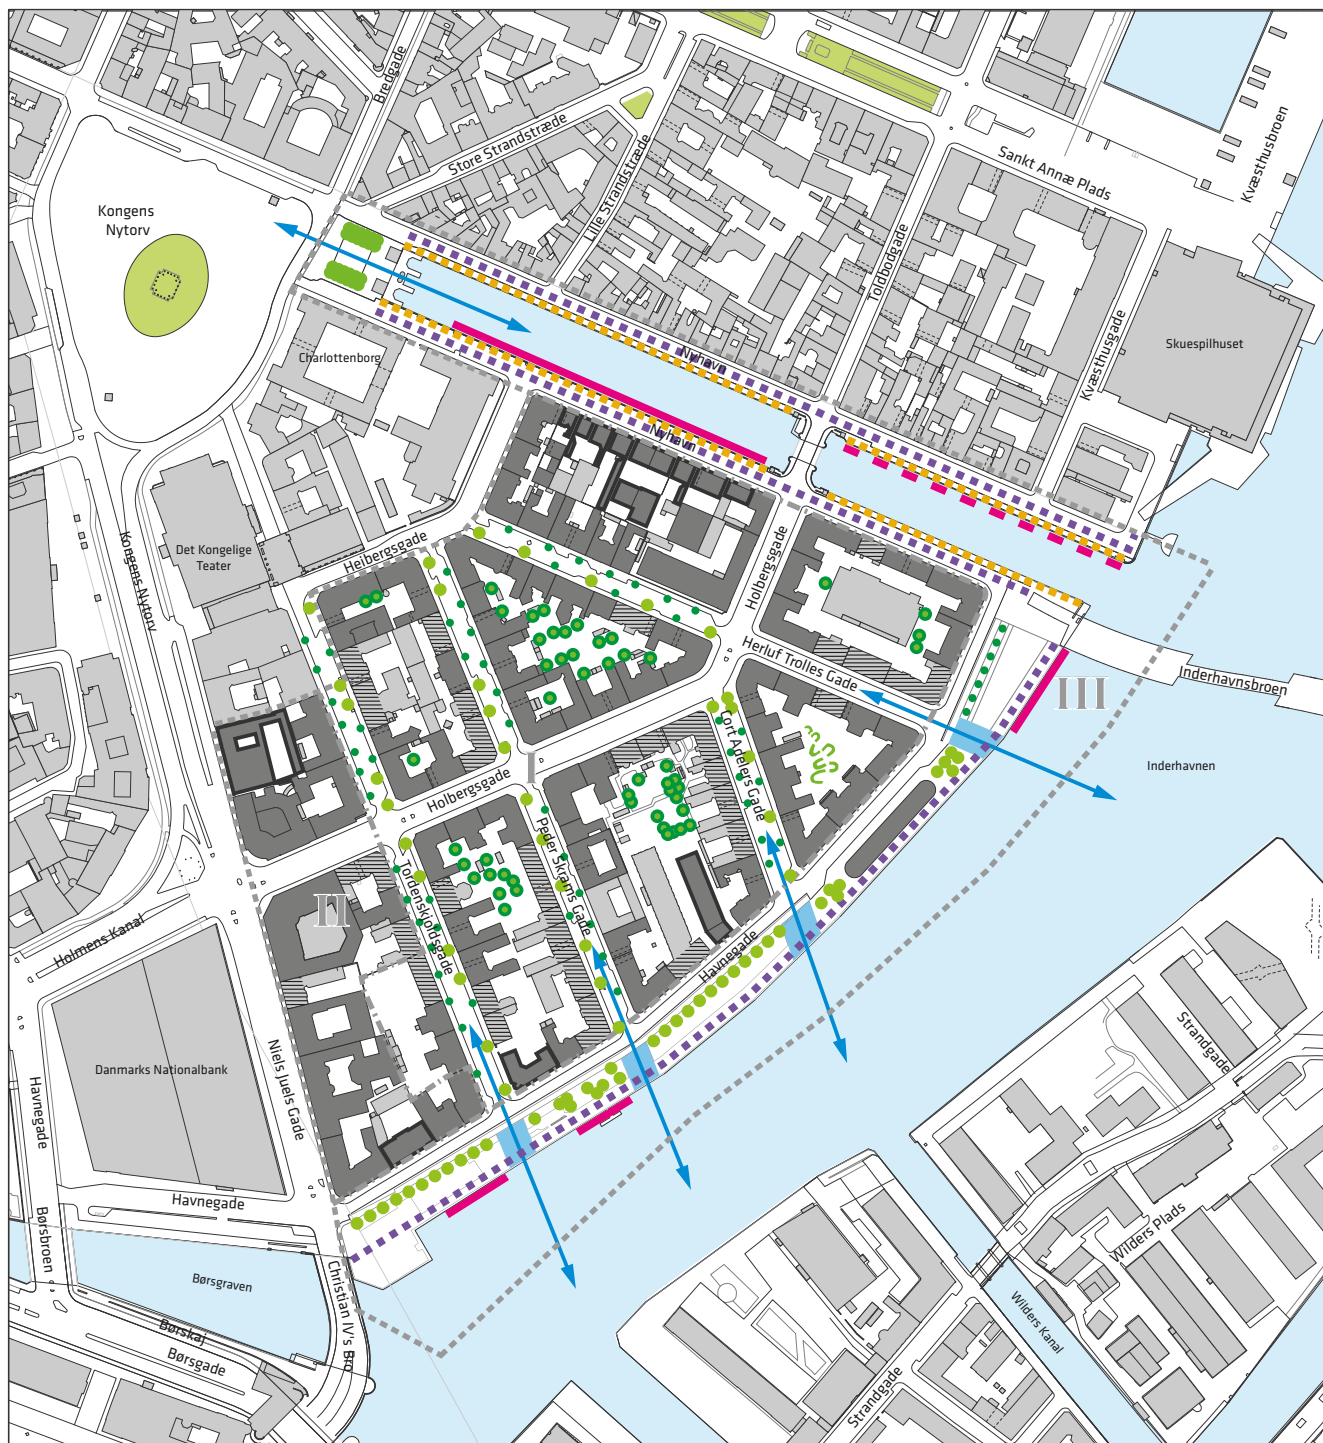 Bredgade
Store Strandstræde
Lille Strandstræde
Sankt Annæ Plads
Kvæsthusbroen
Kongens
Nytorv
Toldbodgade
Kvæsthusgade
Skuespilhuset
Charlottenborg
Nyhavn
Nyhavn
Kongens Nytorv
Det Kongelige
Teater
Heibergsgade
Holbergsgade
Herluf Trolles Gade
Inderhavnsbroen
III
Inderhavnen
Cort Adelers Gade
I
Holbergsgade
Peder Skrams Gade
II
Tordenskjoldsgade
Havnegade
Holmens Kanal
Danmarks Nationalbank
Niels Juels Gade
Havnegade
Havnegade
Børsbroen
Børsgraven
Børskaj
Børsgade
Christian IV's Bro
Strandgade
Wilders Plads
Wilders Kanal
Strandgade